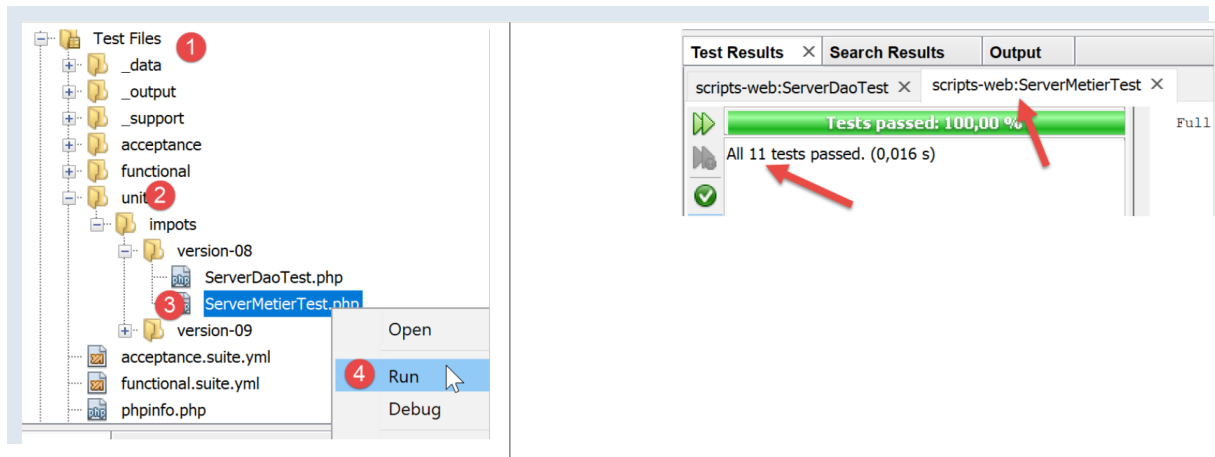 Test Files
1
_data
_output
_support
acceptance
functional
unit
2
impots
version-08
ServerDaoTest.php
3
ServerMetierTest.php
version-09
acceptance.suite.yml
functional.suite.yml
phpinfo.php
Open
4
Run
Debug
Test Results × Search Results Output
scripts-web:ServerDaoTest × scripts-web:ServerMetierTest ×
Tests passed: 100,00 %
Full
All 11 tests passed. (0,016 s)